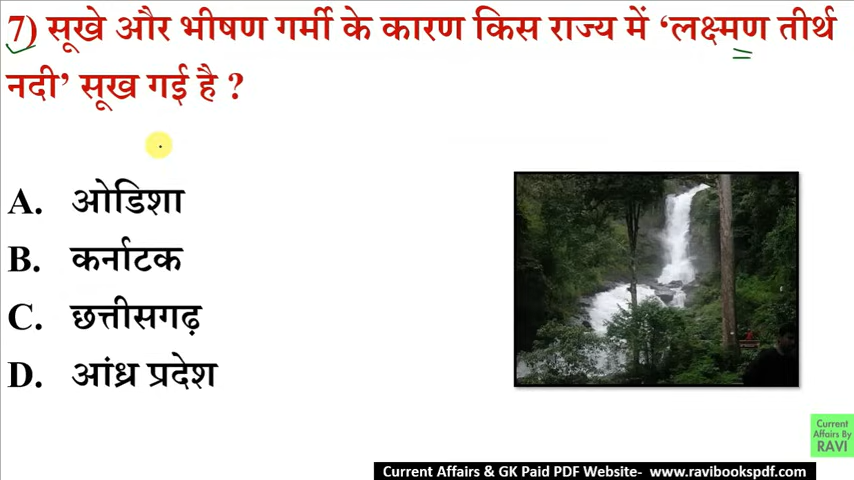 7) सूखे और भीषण गर्मी के कारण किस राज्य में ‘लक्ष्मण तीर्थ
नदी’ सूख गई है ?
A. ओडिशा
B. कर्नाटक
C. छत्तीसगढ़
D. आंध्र प्रदेश
Current
Affairs By
RAVI
Current Affairs & GK Paid PDF Website- www.ravibookspdf.com